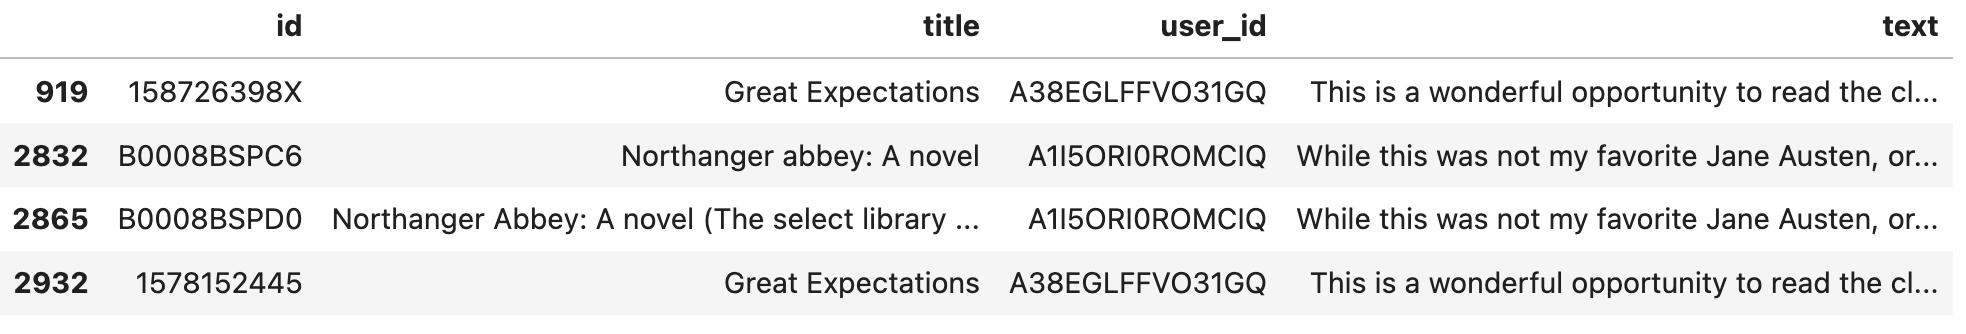 id title user_id text
919 158726398X Great Expectations A38EGLFFVO31GQ This is a wonderful opportunity to read the cl...
2832 B0008BSPC6 Northanger abbey: A novel A1I5ORI0ROMCIQ While this was not my favorite Jane Austen, or...
2865 B0008BSPD0 Northanger Abbey: A novel (The select library ... A1I5ORI0ROMCIQ While this was not my favorite Jane Austen, or...
2932 1578152445 Great Expectations A38EGLFFVO31GQ This is a wonderful opportunity to read the cl...